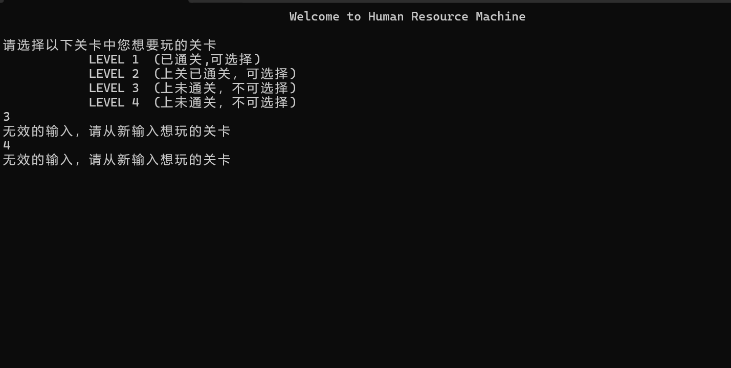 Welcome to Human Resource Machine
请选择以下关卡中您想要玩的关卡
LEVEL 1 (已通关,可选择)
LEVEL 2 (上关已通关, 可选择)
LEVEL 3 (上未通关, 不可选择)
LEVEL 4 (上未通关, 不可选择)
3
无效的输入, 请从新输入想玩的关卡
4
无效的输入, 请从新输入想玩的关卡